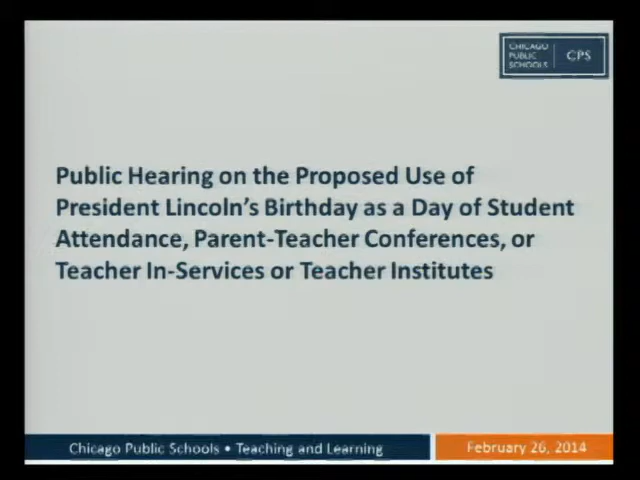 CHICAGO
PUBLIC
SCHOOLS
CPS
Public Hearing on the Proposed Use of
President Lincoln's Birthday as a Day of Student
Attendance, Parent-Teacher Conferences, or
Teacher In-Services or Teacher Institutes
Chicago Public Schools • Teaching and Learning
February 26, 2014